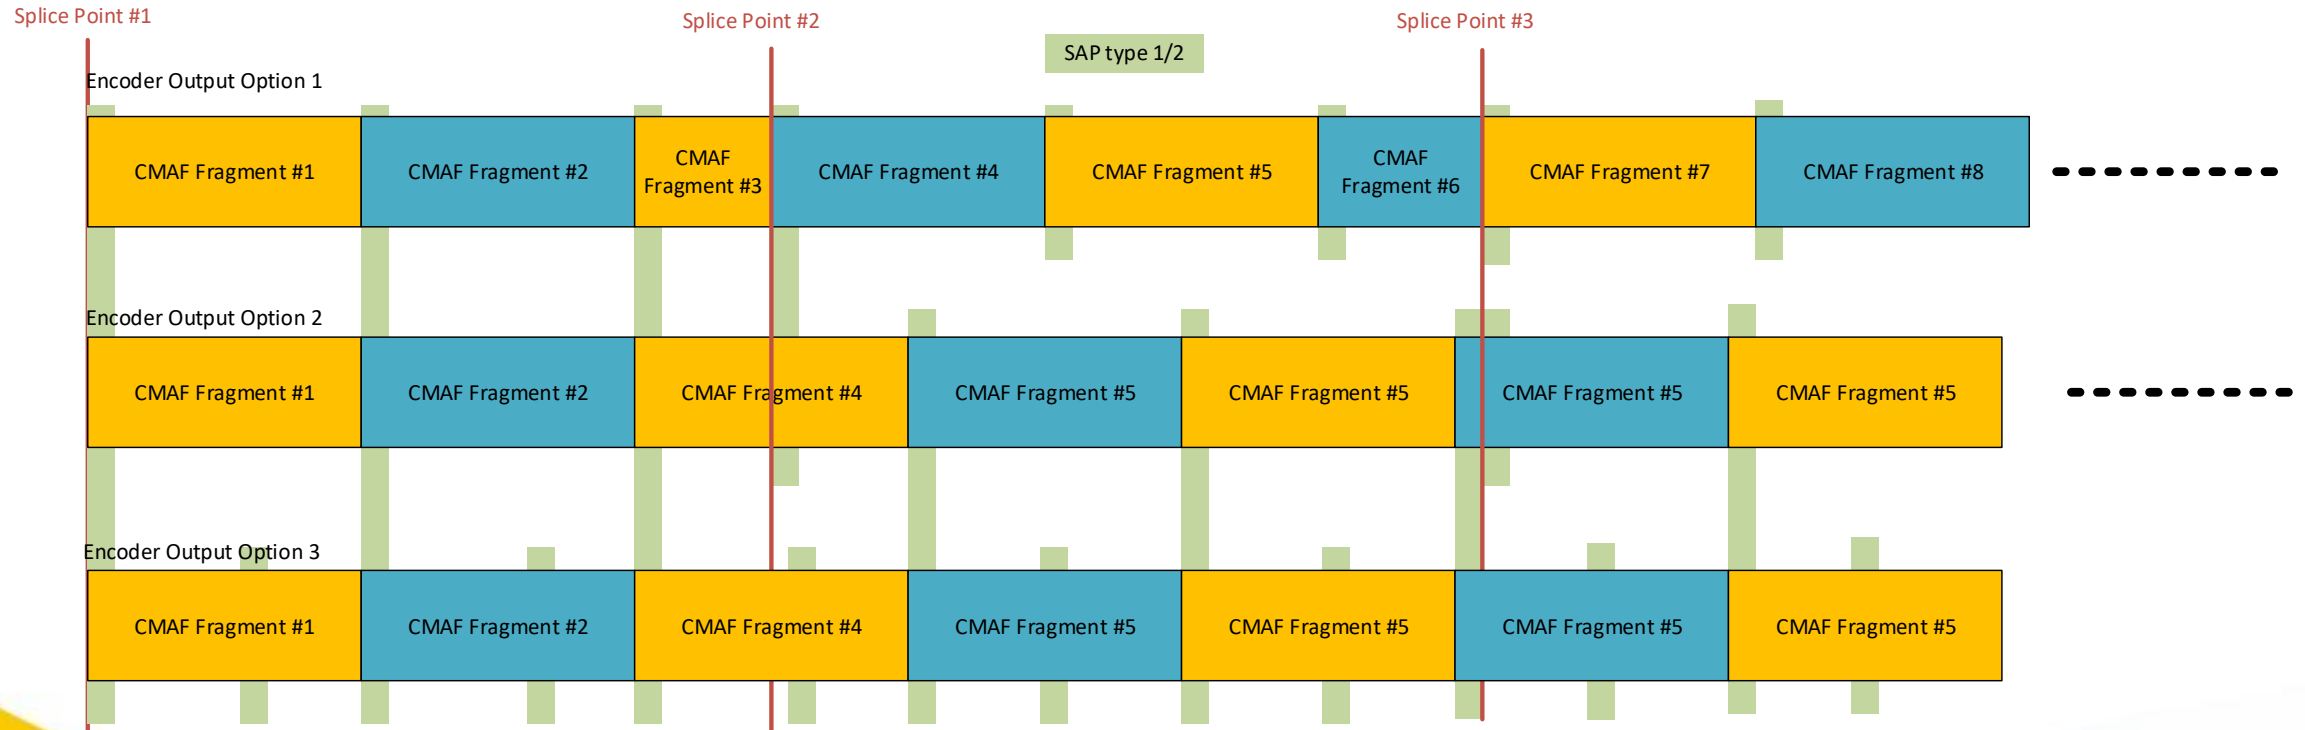 Splice Point #1
Splice Point #2
Splice Point #3
SAP type 1/2
Encoder Output Option 1
CMAF Fragment #1
CMAF Fragment #2
CMAF
Fragment #3
CMAF Fragment #4
CMAF Fragment #5
CMAF
Fragment #6
CMAF Fragment #7
CMAF Fragment #8
Encoder Output Option 2
CMAF Fragment #1
CMAF Fragment #2
CMAF Fragment #4
CMAF Fragment #5
CMAF Fragment #5
CMAF Fragment #5
CMAF Fragment #5
Encoder Output Option 3
CMAF Fragment #1
CMAF Fragment #2
CMAF Fragment #4
CMAF Fragment #5
CMAF Fragment #5
CMAF Fragment #5
CMAF Fragment #5